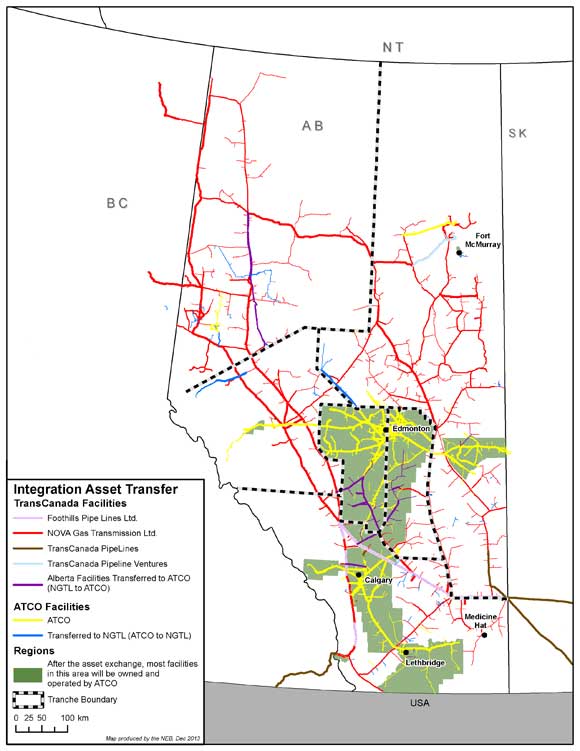 NT
AB
SK
BC
Fort
McMurray
Edmonton
Calgary
Medicine
Hat
Lethbridge
USA
Integration Asset Transfer
TransCanada Facilities
Foothills Pipe Lines Ltd.
NOVA Gas Transmission Ltd.
TransCanada PipeLines
TransCanada Pipeline Ventures
Alberta Facilities Transferred to ATCO
(NGTL to ATCO)
ATCO Facilities
ATCO
Transferred to NGTL (ATCO to NGTL)
Regions
After the asset exchange, most facilities
in this area will be owned and
operated by ATCO
Tranche Boundary
0 25 50 100 km
Map produced by the NEB, Dec 2013